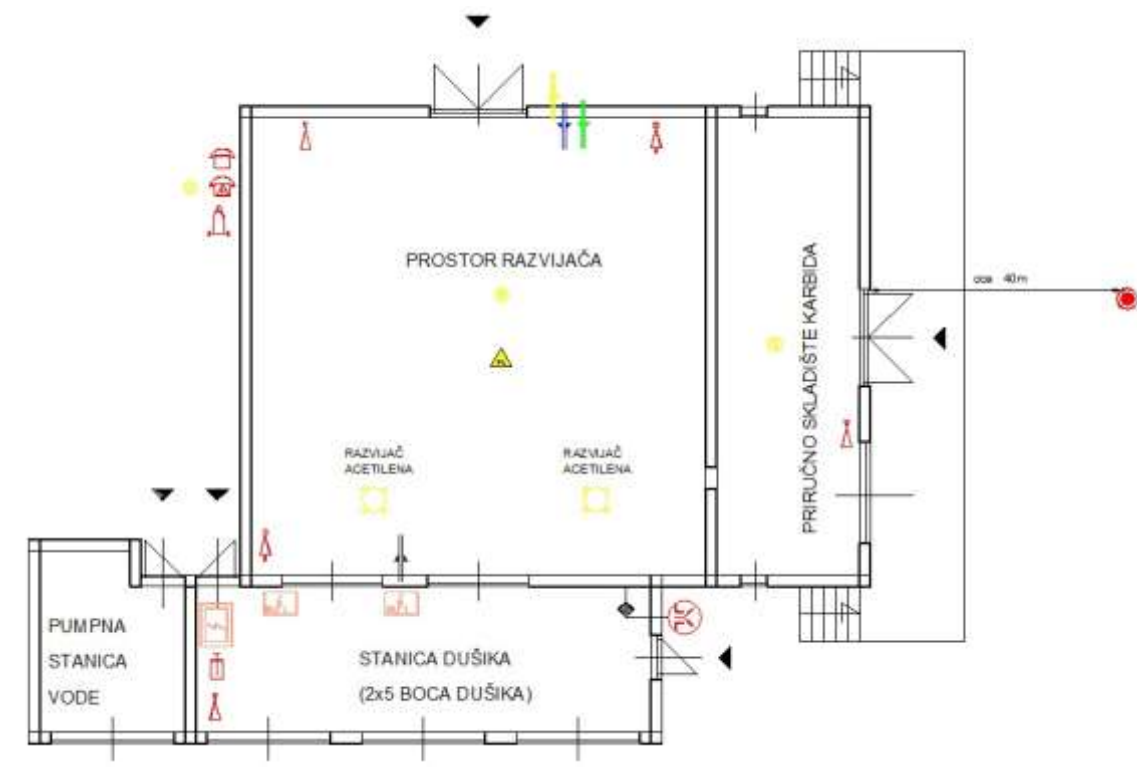 PROSTOR RAZVIJAČA
cca 40m
PRIRUČNO SKLADIŠTE KARBIDA
RAZVIJAČ
ACETILENA
RAZVIJAČ
ACETILENA
PUMPNA
STANICA
VODE
STANICA DUŠIKA
(2x5 BOCA DUŠIKA)